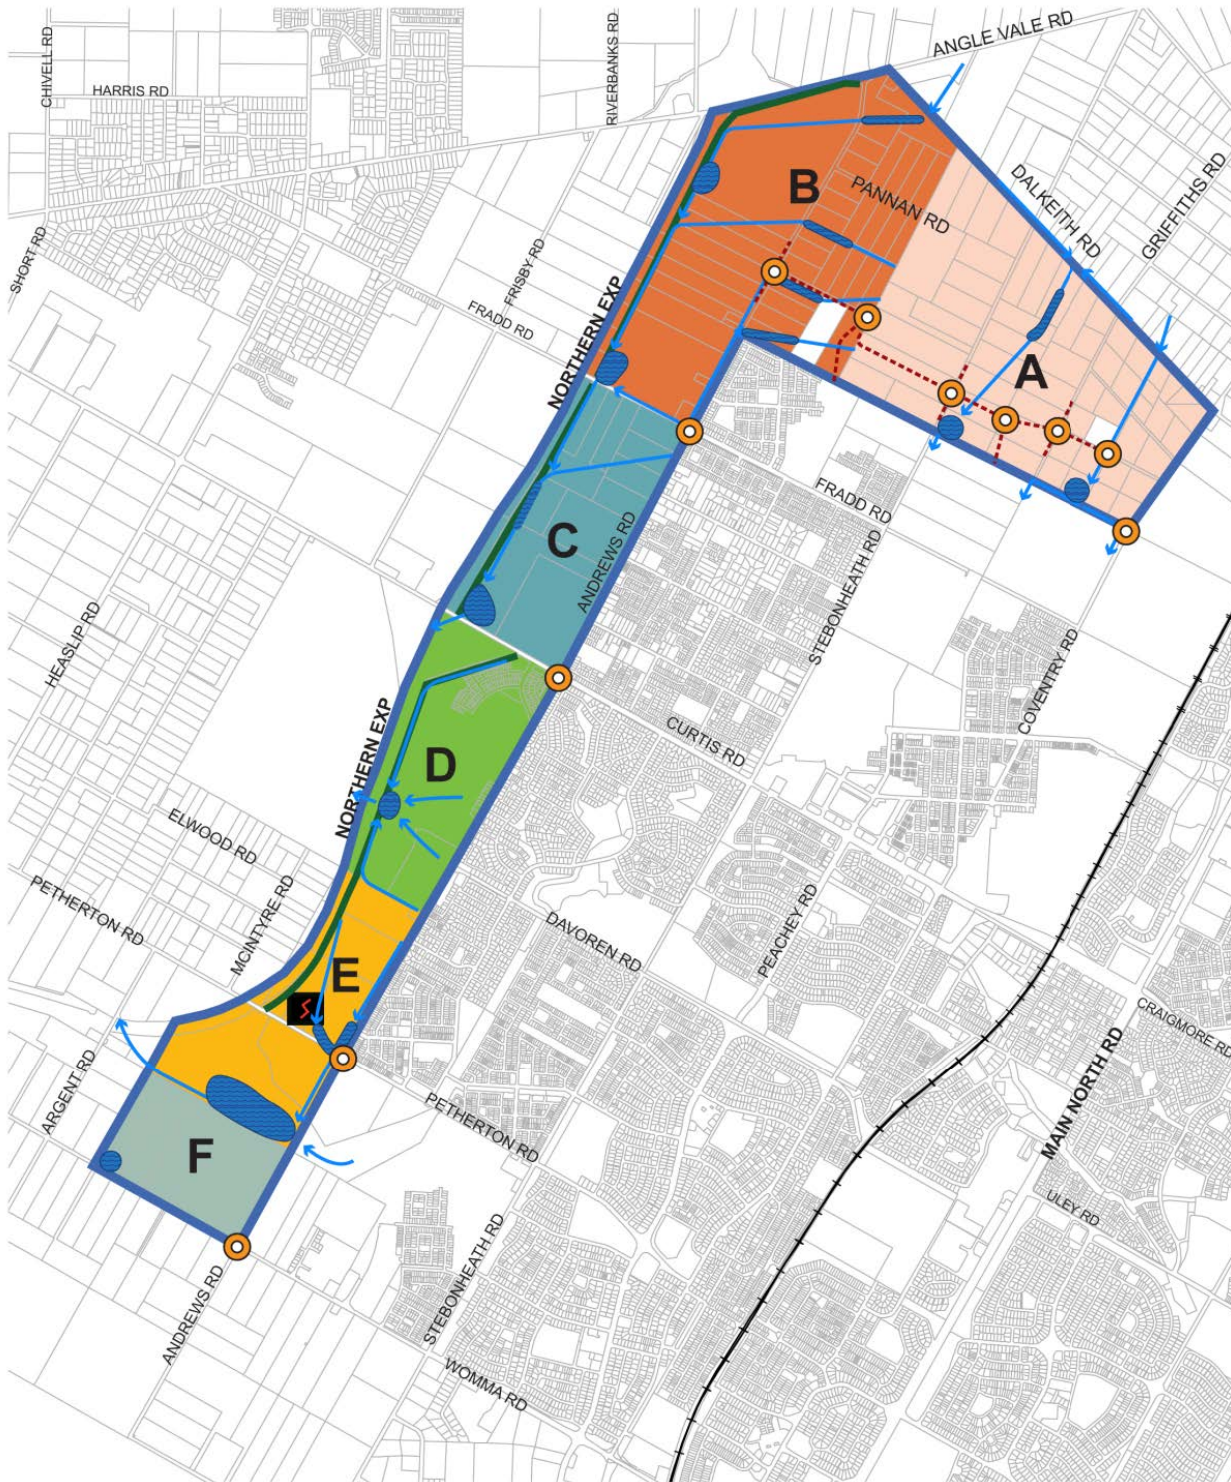 ANGLE VALE RD
CHIVELL RD
RIVERBANKS RD
HARRIS RD
B
PANNAN RD
DALKEITH RD
GRIFFITHS RD
SHORT RD
FRISBY RD
FRADD RD
NORTHERN EXP
A
C
FRADD RD
ANDREWS RD
STEBONHEATH RD
HEASLIP RD
COVENTRY RD
CURTIS RD
D
NORTHERN EXP
ELWOOD RD
PETHERTON RD
MCINTYRE RD
DAVOREN RD
PEACHEY RD
E
CRAIGMORE RD
MAIN NORTH RD
ARGENT RD
PETHERTON RD
F
ULEY RD
ANDREWS RD
STEBONHEATH RD
WOMMA RD